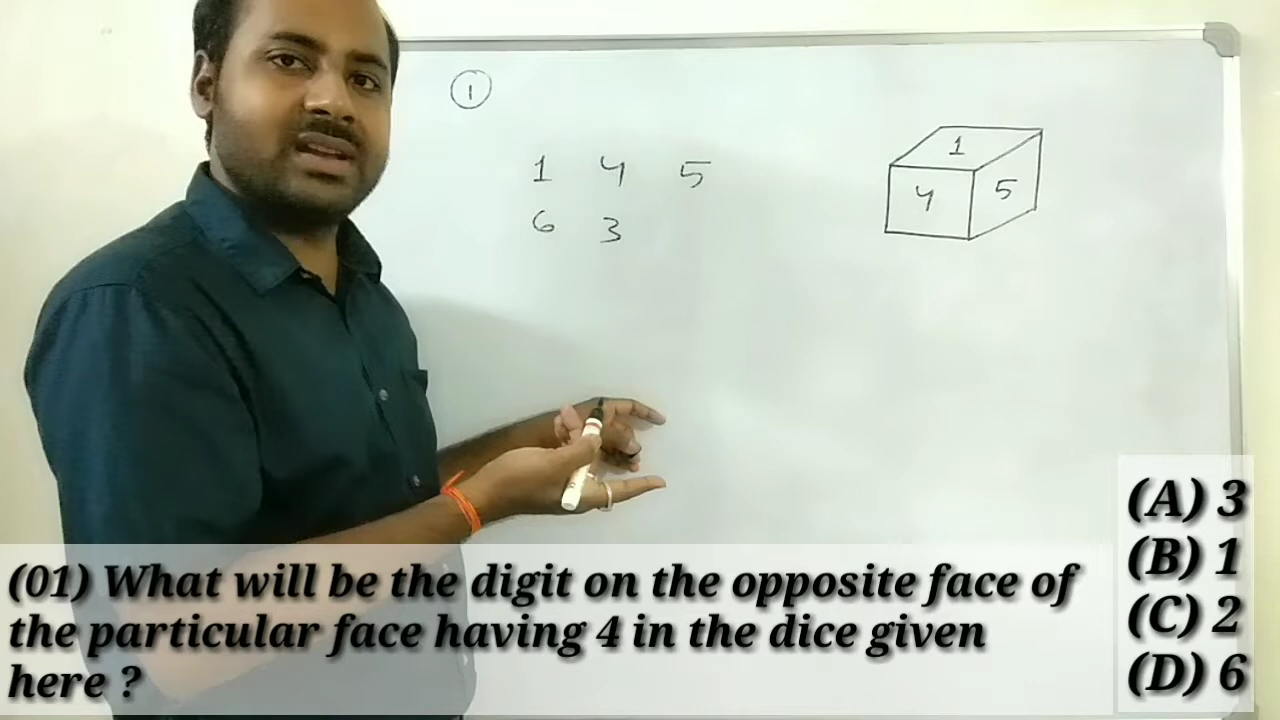 1
1 4 5
6 3
1
4 5
(A) 3
(B) 1
(C) 2
(D) 6
(01) What will be the digit on the opposite face of
the particular face having 4 in the dice given
here ?